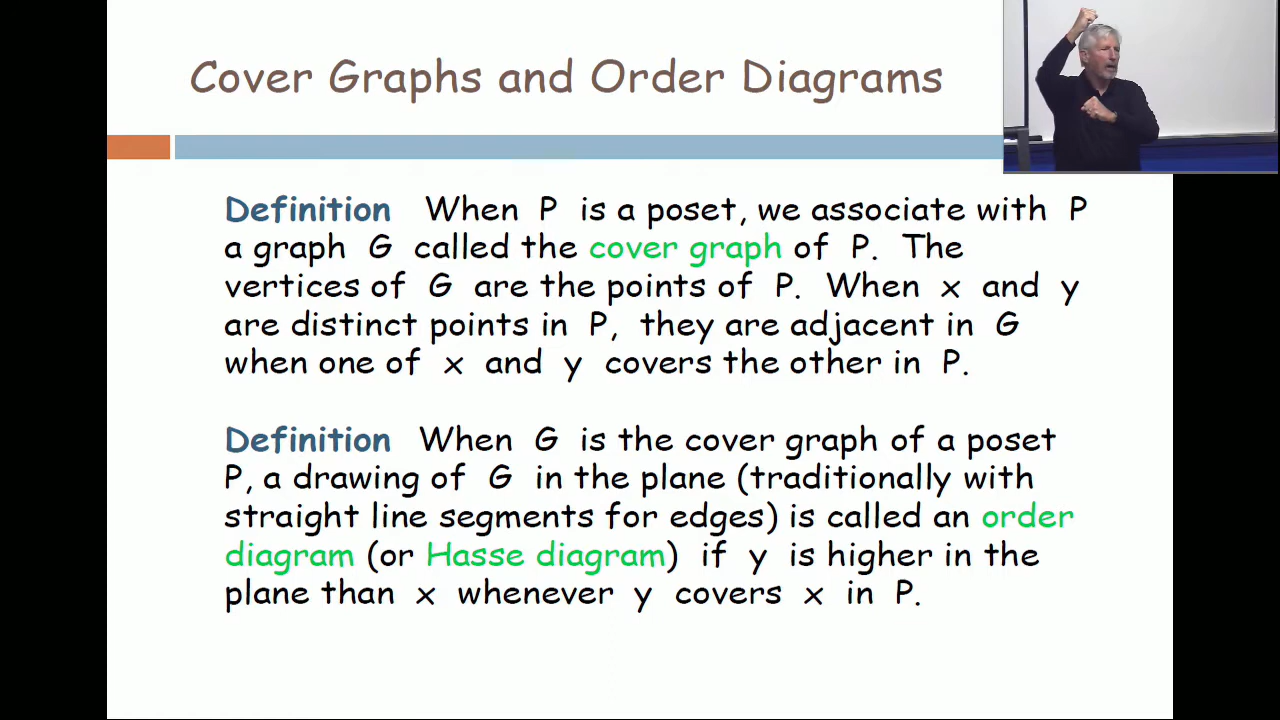 Cover Graphs and Order Diagrams
Definition When P is a poset, we associate with P
a graph G called the cover graph of P. The
vertices of G are the points of P. When x and y
are distinct points in P, they are adjacent in G
when one of x and y covers the other in P.
Definition When G is the cover graph of a poset
P, a drawing of G in the plane (traditionally with
straight line segments for edges) is called an order
diagram (or Hasse diagram) if y is higher in the
plane than x whenever y covers x in P.